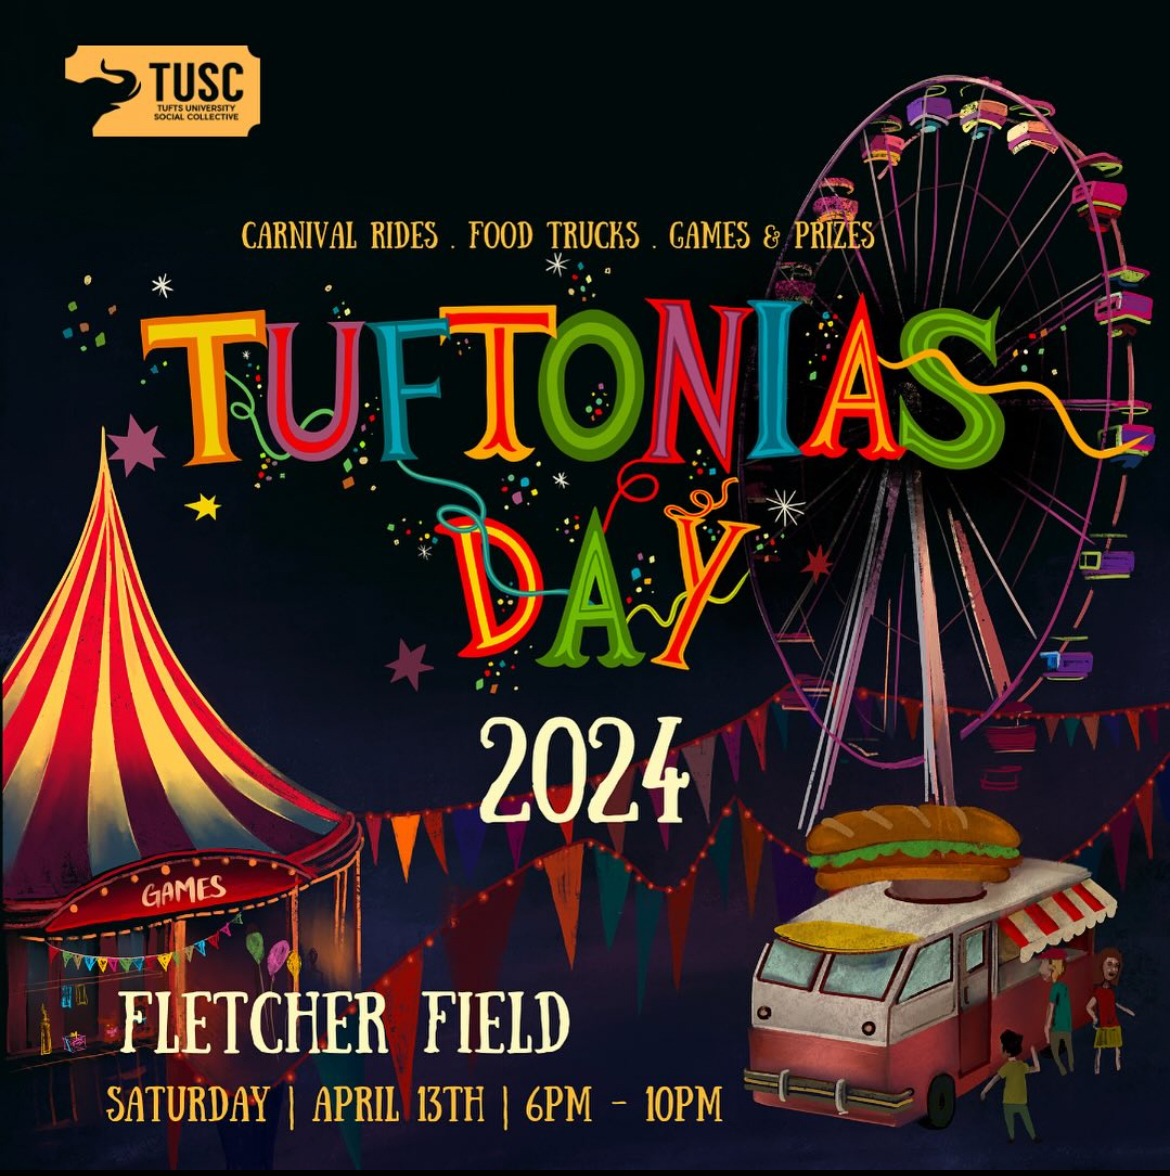 TUSC
TUFTS UNIVERSITY
SOCIAL COLLECTIVE
CARNIVAL RIDES . FOOD TRUCKS . GAMES & PRIZES
TUFTONIAS
DAY
2024
GAMES
FLETCHER FIELD
SATURDAY | APRIL 13TH | 6PM - 10PM